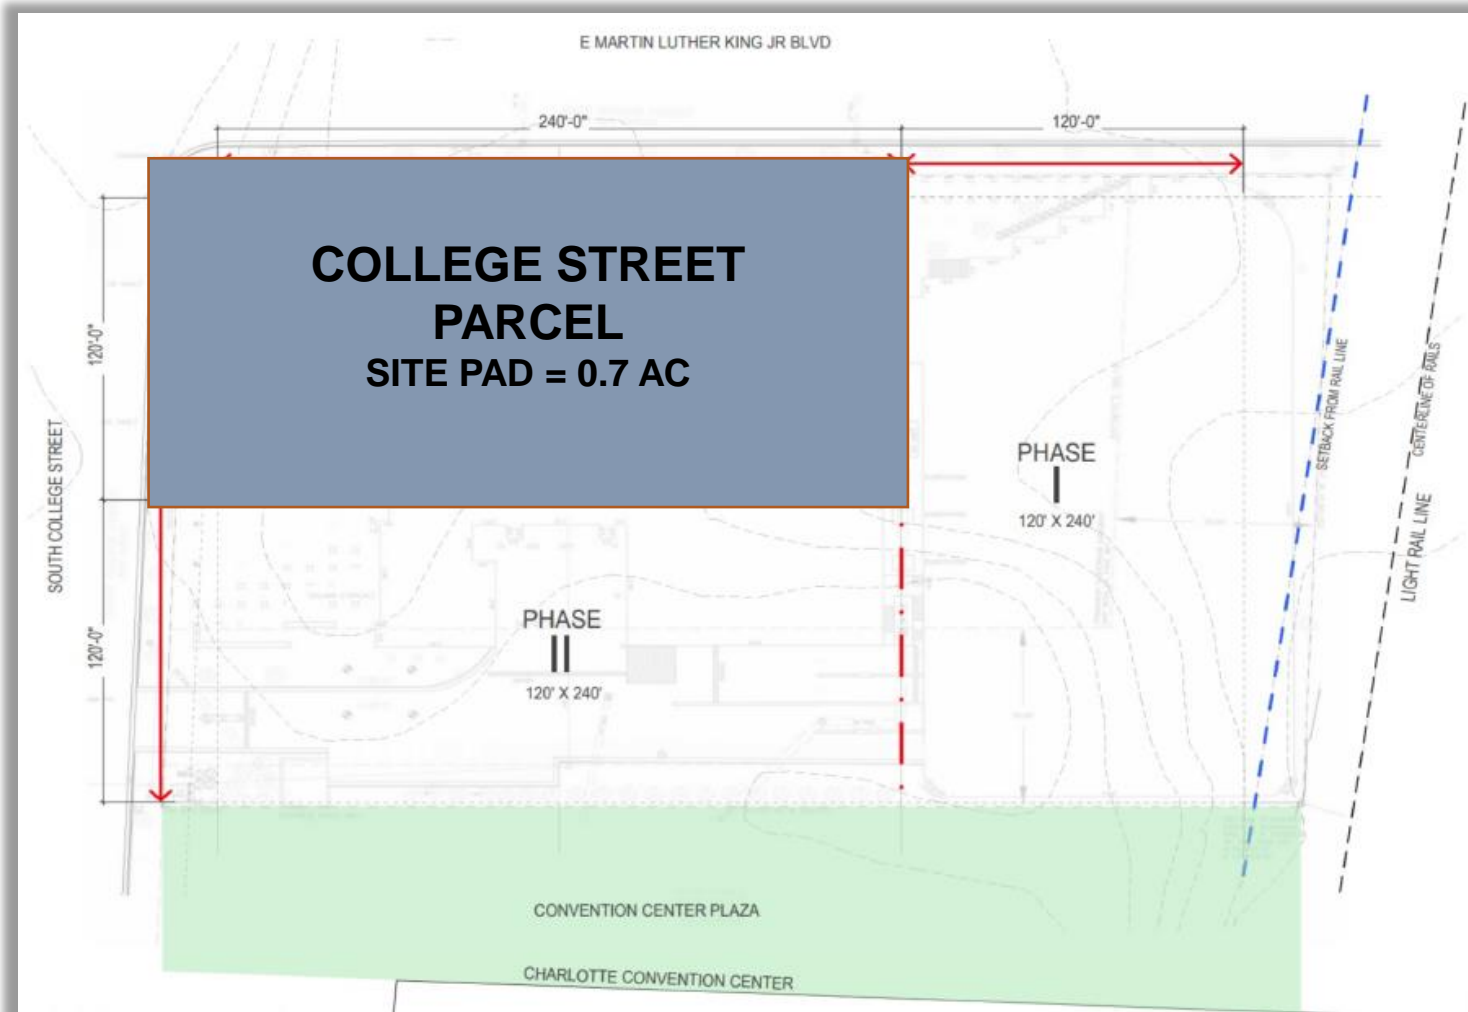 E MARTIN LUTHER KING JR BLVD
240'-0"
120'-0"
COLLEGE STREET
PARCEL
SITE PAD = 0.7 AC
120'-0"
SOUTH COLLEGE STREET
120'-0"
PHASE
I
120' X 240'
PHASE
II
120' X 240'
SETBACK FROM RAIL LINE
CENTERLINE OF RAILS
LIGHT RAIL LINE
CONVENTION CENTER PLAZA
CHARLOTTE CONVENTION CENTER